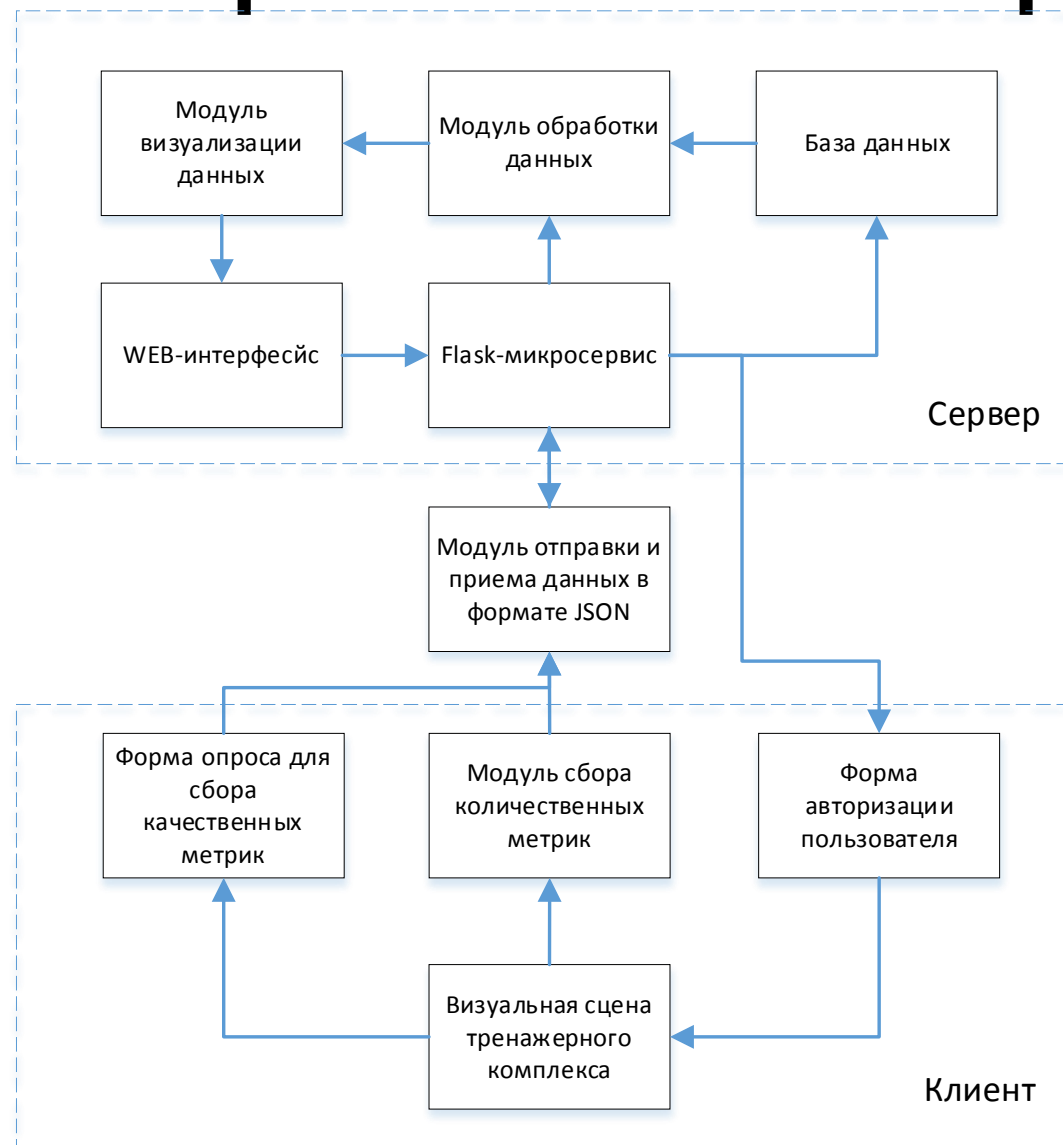 Модуль
визуализации
данных
Модуль обработки
данных
База данных
WEB-интерфесйс
Flask-микросервис
Сервер
Модуль отправки и
приема данных в
формате JSON
Форма опроса для
сбора
качественных
метрик
Модуль сбора
количественных
метрик
Форма
авторизации
пользователя
Визуальная сцена
тренажерного
комплекса
Клиент